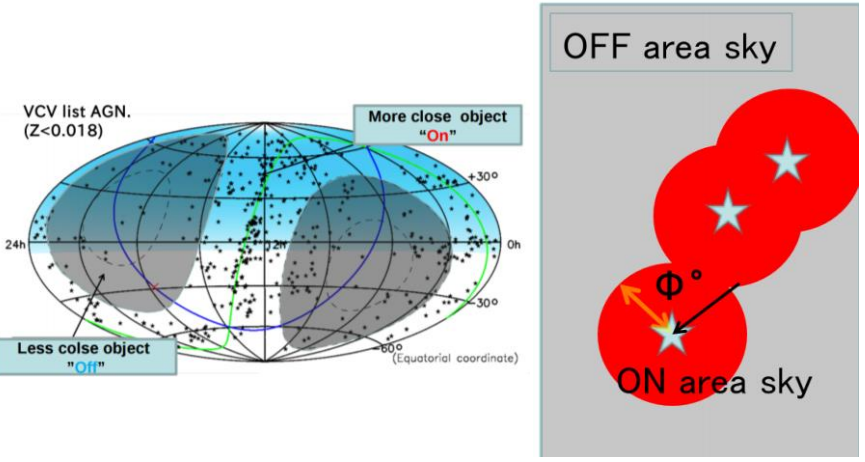 VCV list AGN.
(Z<0.018)
More close object
“On”
+30°
24h
12h
0h
−30°
−60°
(Equatorial coordinate)
Less colse object
”Off”
OFF area sky
Φ°
ON area sky